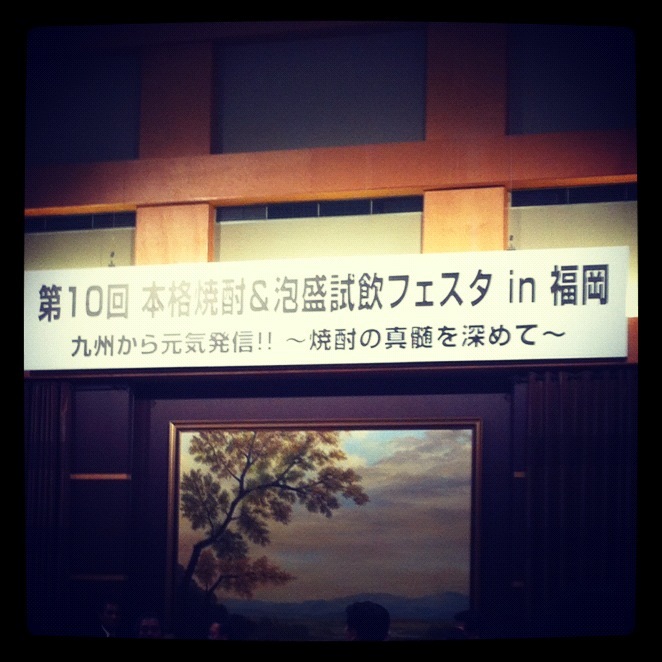 第10回 本格焼酎&泡盛試飲フェスタ in 福岡
九州から元気発信!! ～焼酎の真髄を深めて～